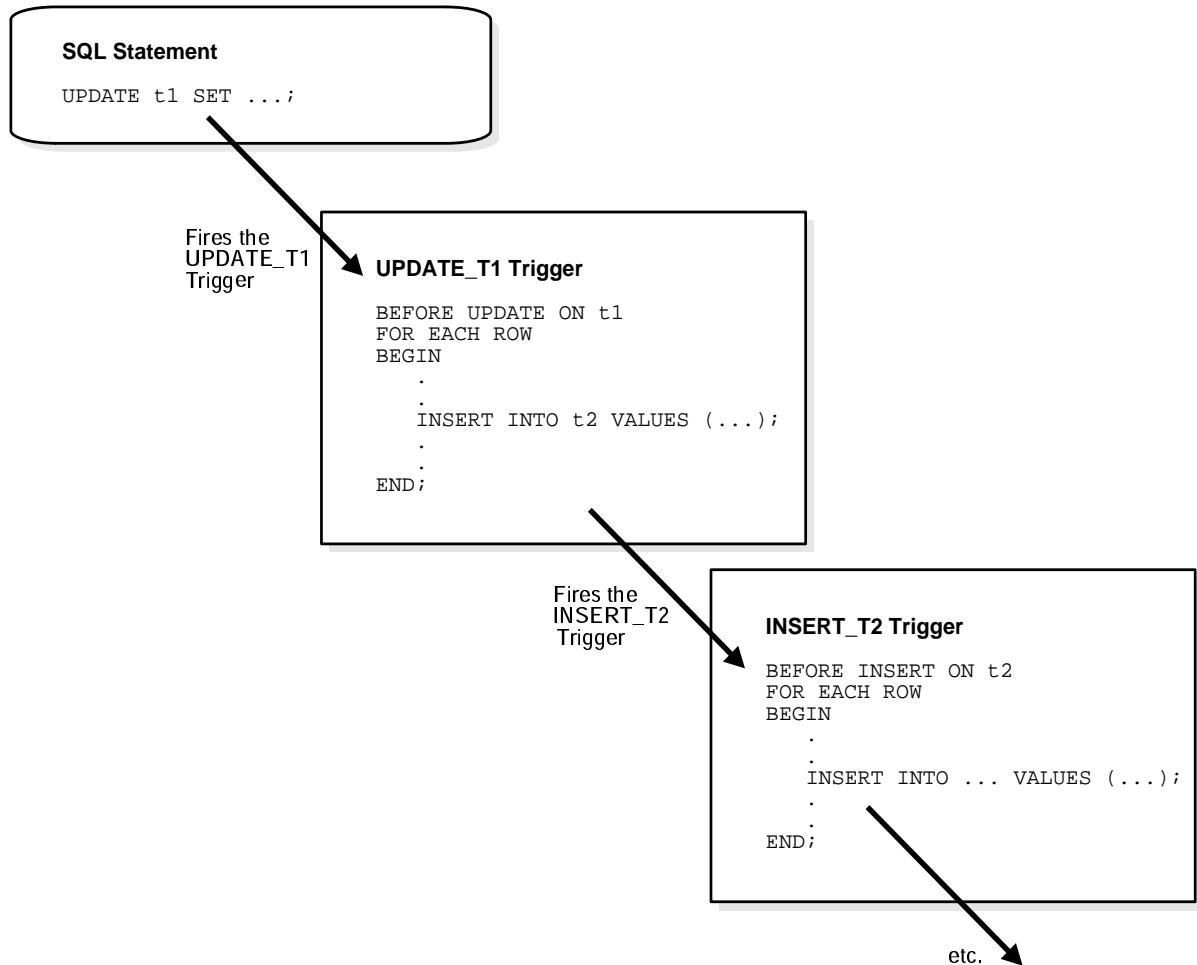 SQL Statement
UPDATE t1 SET ...;
Fires the
UPDATE_T1
Trigger
UPDATE_T1 Trigger
BEFORE UPDATE ON t1
FOR EACH ROW
BEGIN
.
.
INSERT INTO t2 VALUES (...);
.
.
END;
Fires the
INSERT_T2
Trigger
INSERT_T2 Trigger
BEFORE INSERT ON t2
FOR EACH ROW
BEGIN
.
.
INSERT INTO ... VALUES (...);
.
.
END;
etc.